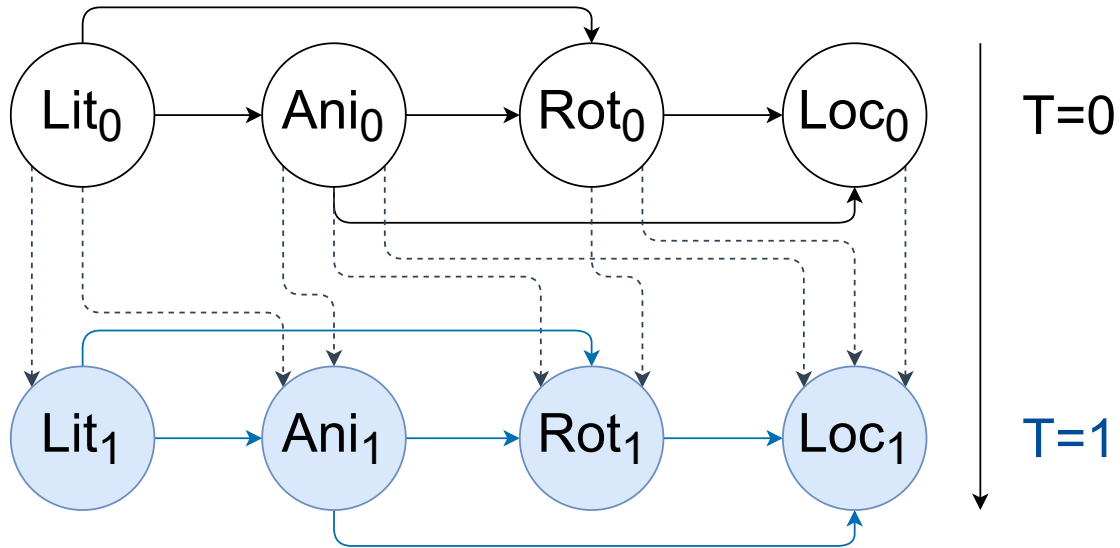 Lit₀ Ani₀ Rot₀ Loc₀ T=0
Lit₁ Ani₁ Rot₁ Loc₁ T=1